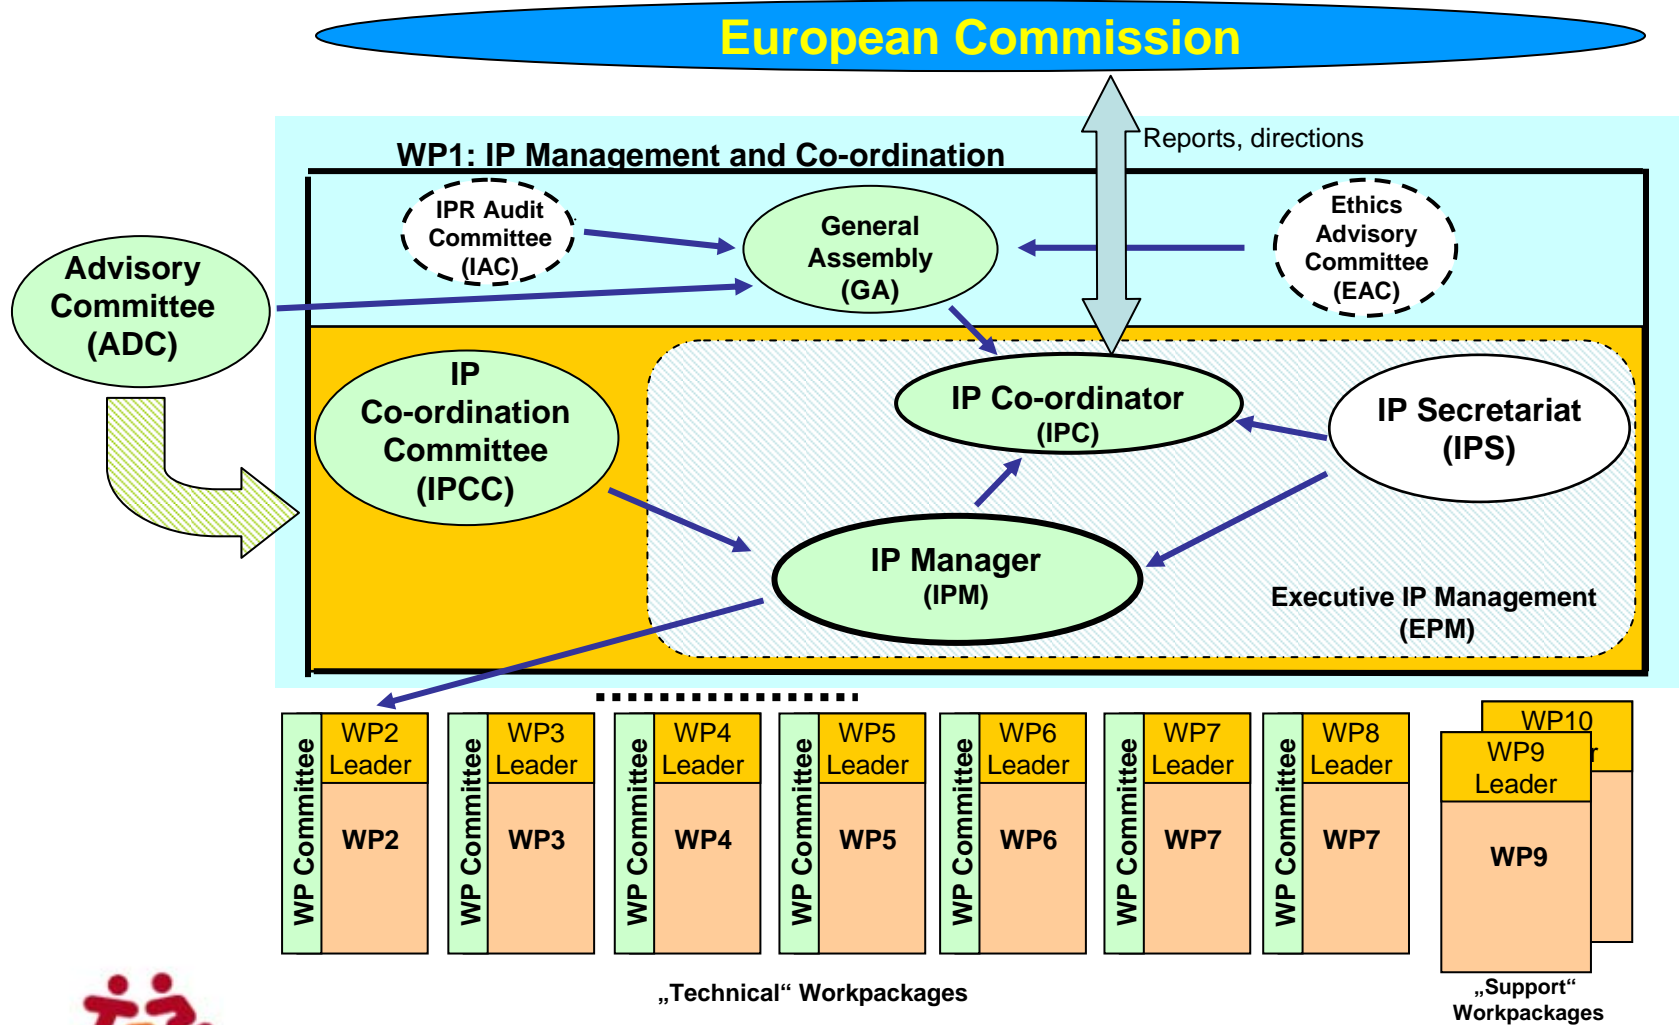 European Commission
Reports, directions
WP1: IP Management and Co-ordination
IPR Audit
Committee
(IAC)
General
Assembly
(GA)
Ethics
Advisory
Committee
(EAC)
Advisory
Committee
(ADC)
IP
Co-ordination
Committee
(IPCC)
IP Co-ordinator
(IPC)
IP Secretariat
(IPS)
IP Manager
(IPM)
Executive IP Management
(EPM)
WP Committee
WP2
Leader
WP2
WP Committee
WP3
Leader
WP3
WP Committee
WP4
Leader
WP4
WP Committee
WP5
Leader
WP5
WP Committee
WP6
Leader
WP6
WP Committee
WP7
Leader
WP7
WP Committee
WP8
Leader
WP7
WP10
r
WP9
Leader
WP9
„Technical“ Workpackages
„Support“
Workpackages